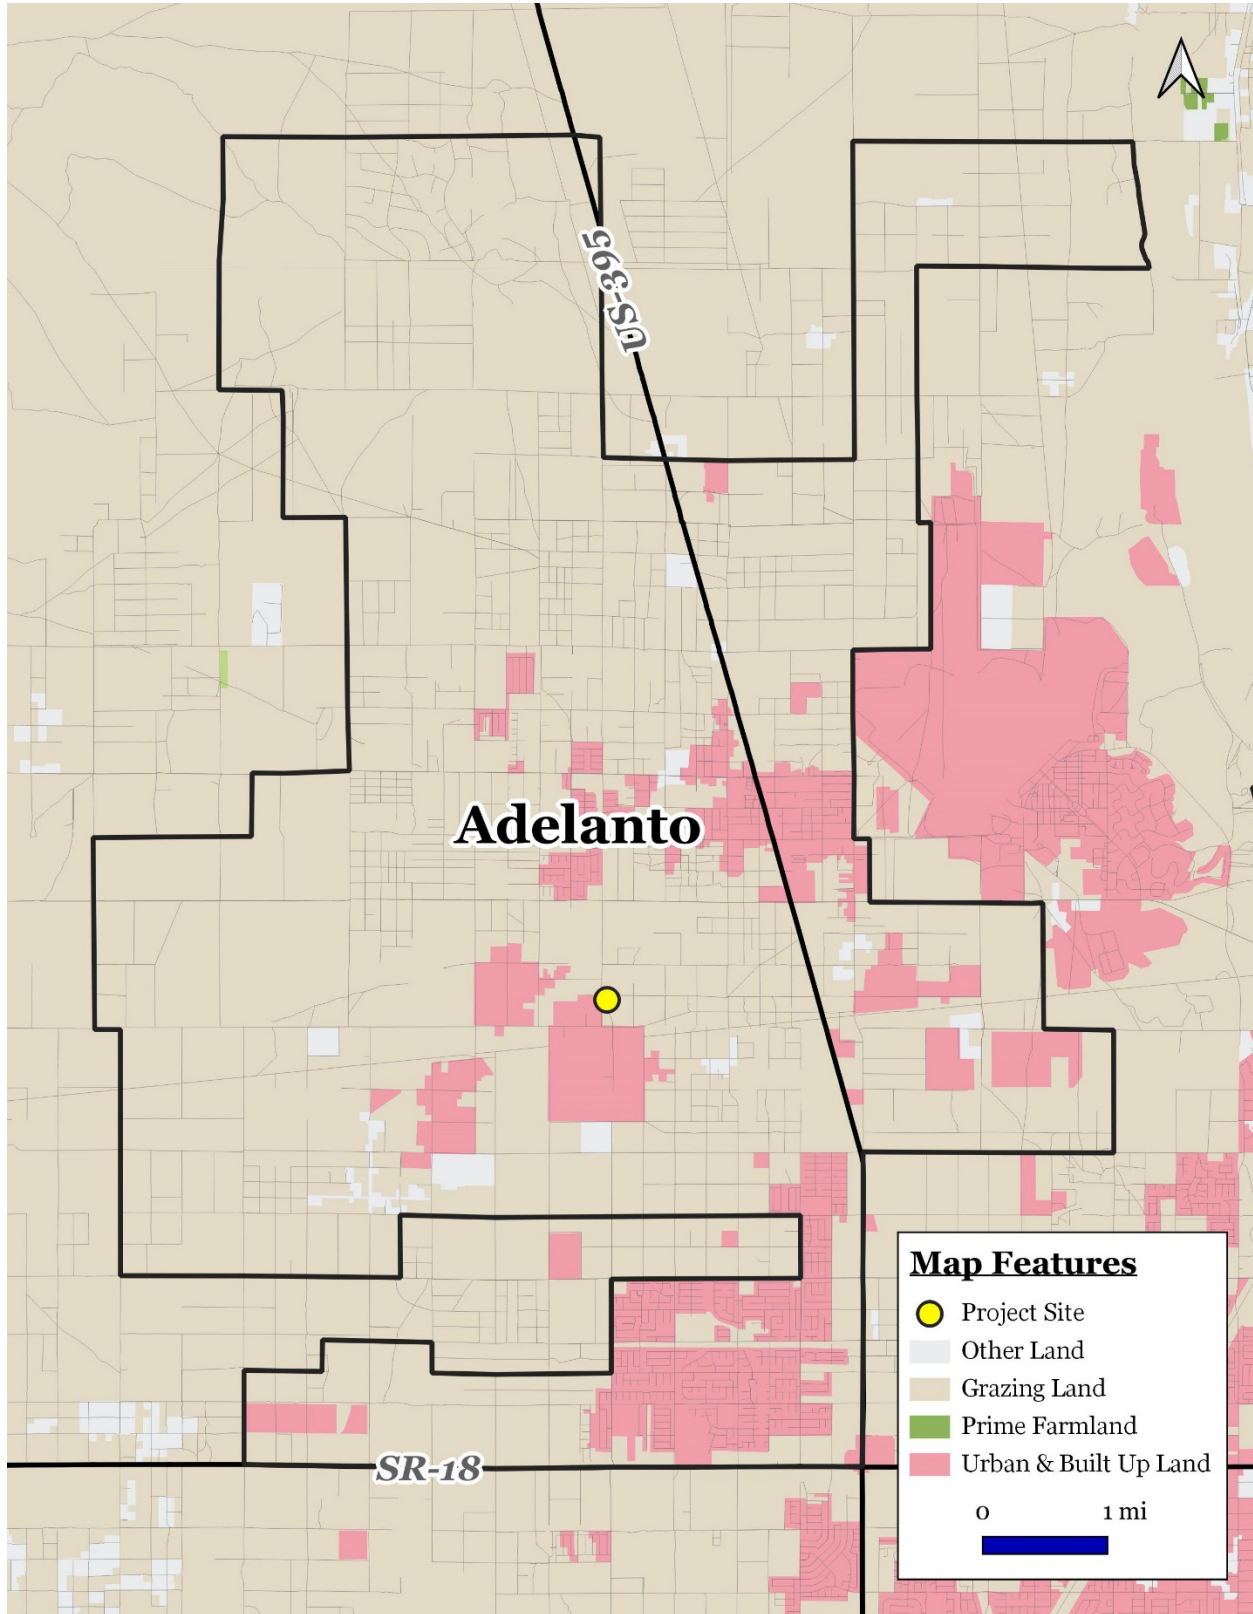 US-395
Adelanto
SR-18
Map Features
Project Site
Other Land
Grazing Land
Prime Farmland
Urban & Built Up Land
0 1 mi